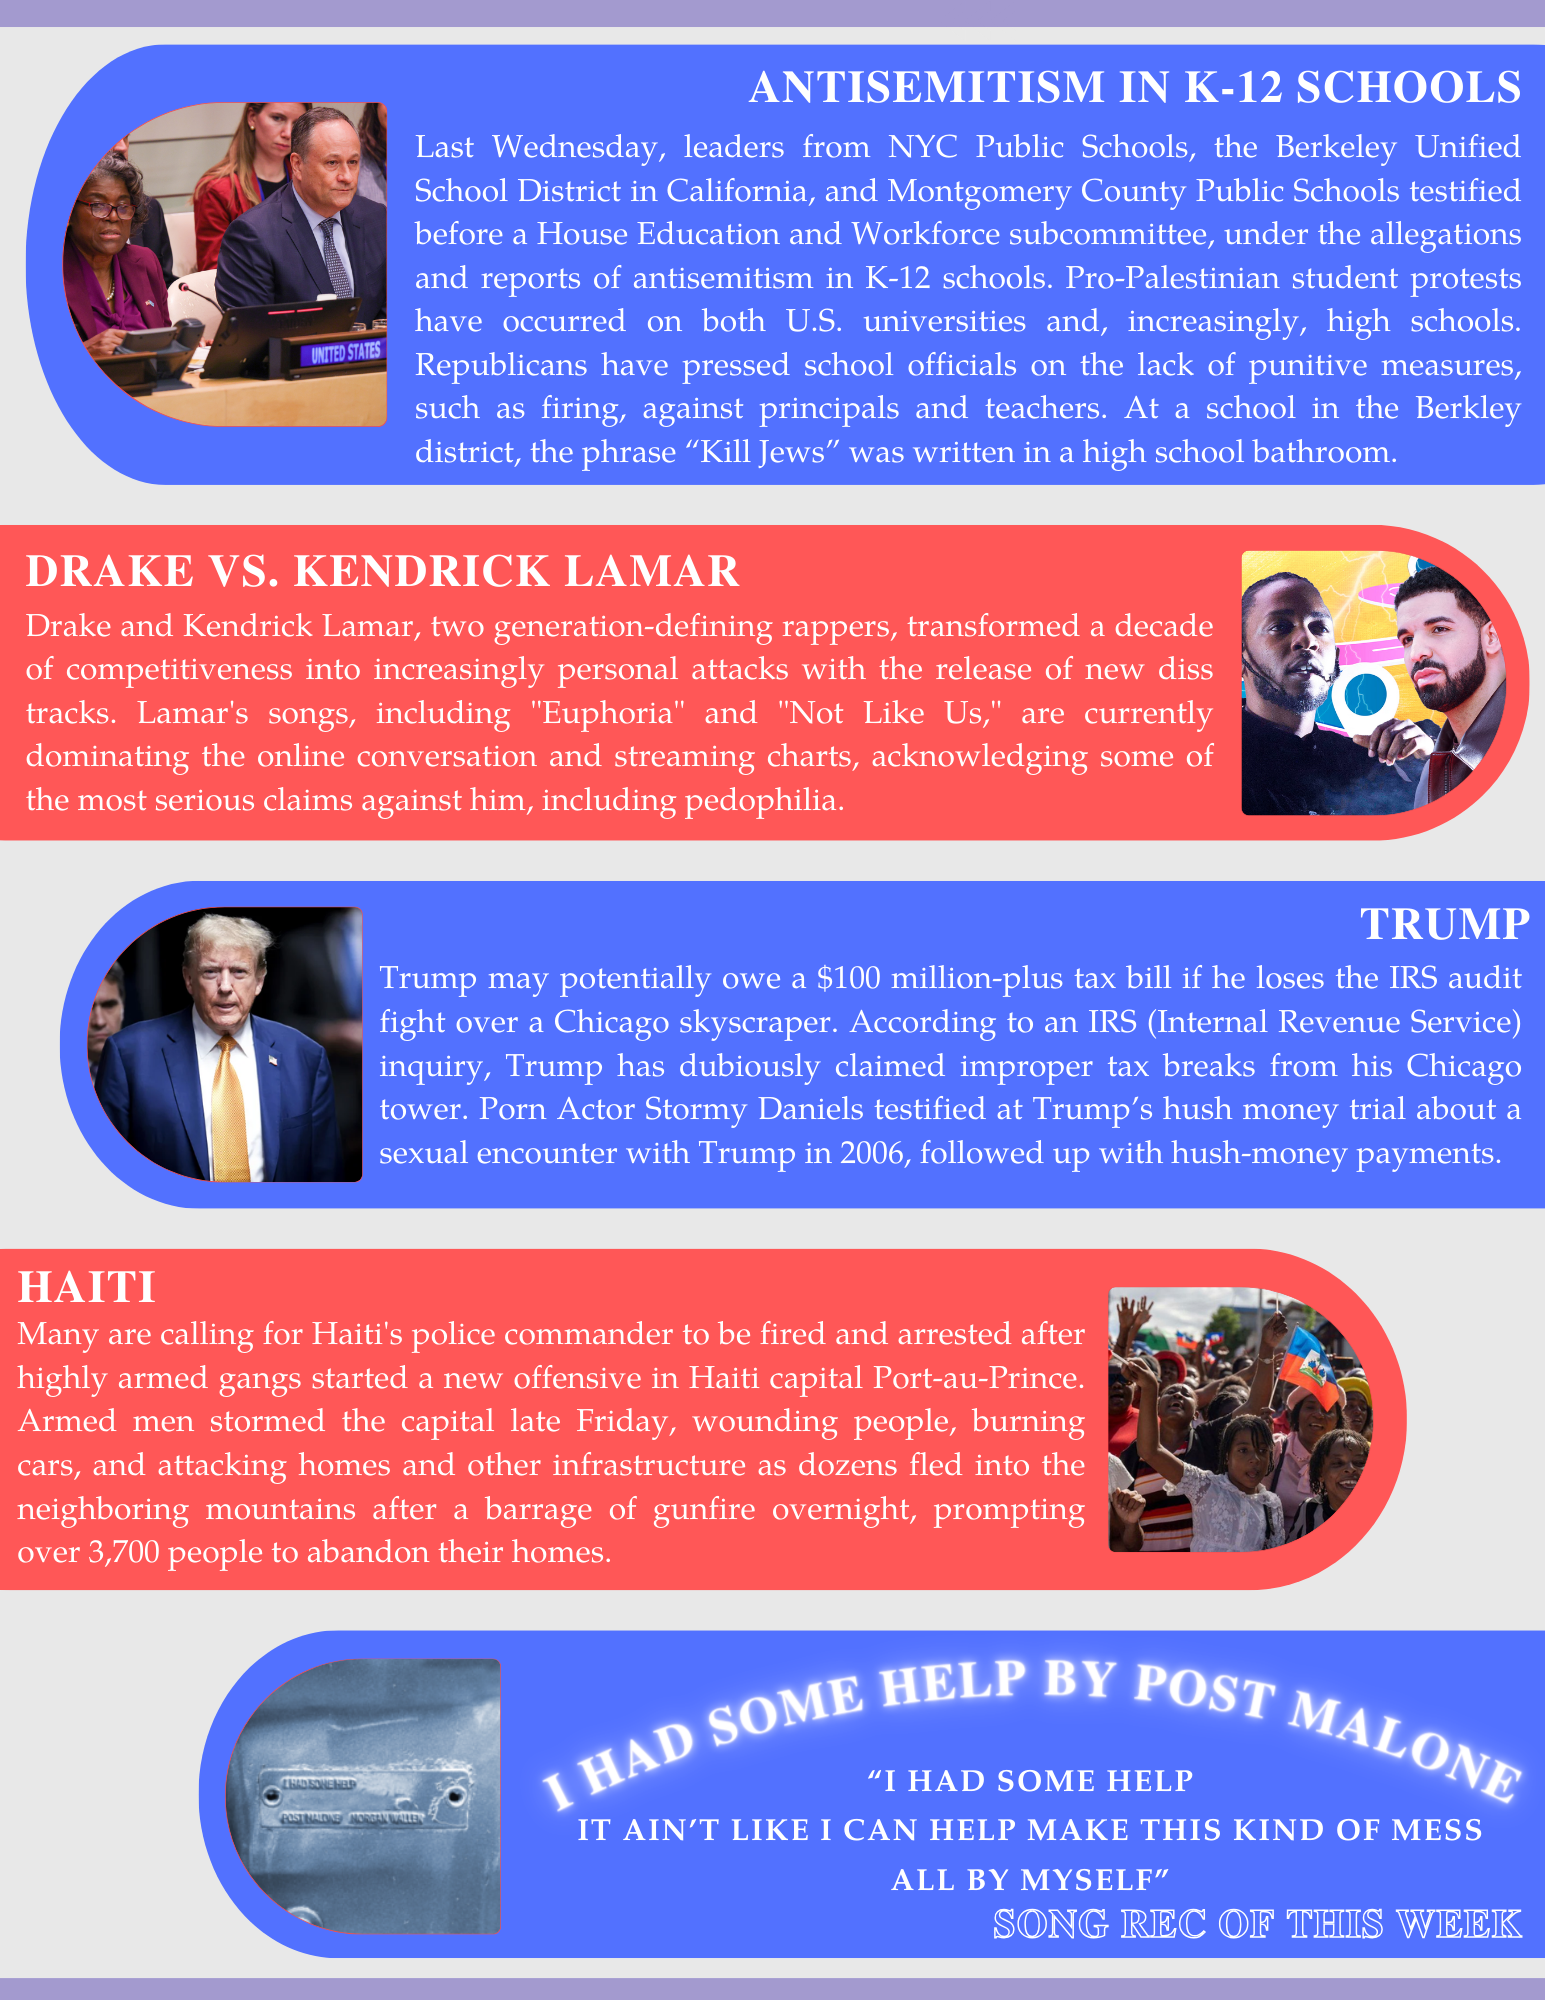 ANTISEMITISM IN K-12 SCHOOLS
Last Wednesday, leaders from NYC Public Schools, the Berkeley Unified
School District in California, and Montgomery County Public Schools testified
before a House Education and Workforce subcommittee, under the allegations
and reports of antisemitism in K-12 schools. Pro-Palestinian student protests
have occurred on both U.S. universities and, increasingly, high schools.
Republicans have pressed school officials on the lack of punitive measures,
such as firing, against principals and teachers. At a school in the Berkley
district, the phrase “Kill Jews” was written in a high school bathroom.
UNITED STATES
DRAKE VS. KENDRICK LAMAR
Drake and Kendrick Lamar, two generation-defining rappers, transformed a decade
of competitiveness into increasingly personal attacks with the release of new diss
tracks. Lamar's songs, including "Euphoria" and "Not Like Us," are currently
dominating the online conversation and streaming charts, acknowledging some of
the most serious claims against him, including pedophilia.
TRUMP
Trump may potentially owe a $100 million-plus tax bill if he loses the IRS audit
fight over a Chicago skyscraper. According to an IRS (Internal Revenue Service)
inquiry, Trump has dubiously claimed improper tax breaks from his Chicago
tower. Porn Actor Stormy Daniels testified at Trump’s hush money trial about a
sexual encounter with Trump in 2006, followed up with hush-money payments.
HAITI
Many are calling for Haiti's police commander to be fired and arrested after
highly armed gangs started a new offensive in Haiti capital Port-au-Prince.
Armed men stormed the capital late Friday, wounding people, burning
cars, and attacking homes and other infrastructure as dozens fled into the
neighboring mountains after a barrage of gunfire overnight, prompting
over 3,700 people to abandon their homes.
I HAD SOME HELP BY POST MALONE
I HAD SOME HELP
POST MALONE MORGAN WALLEN
“I HAD SOME HELP
IT AIN’T LIKE I CAN HELP MAKE THIS KIND OF MESS
ALL BY MYSELF”
SONG REC OF THIS WEEK